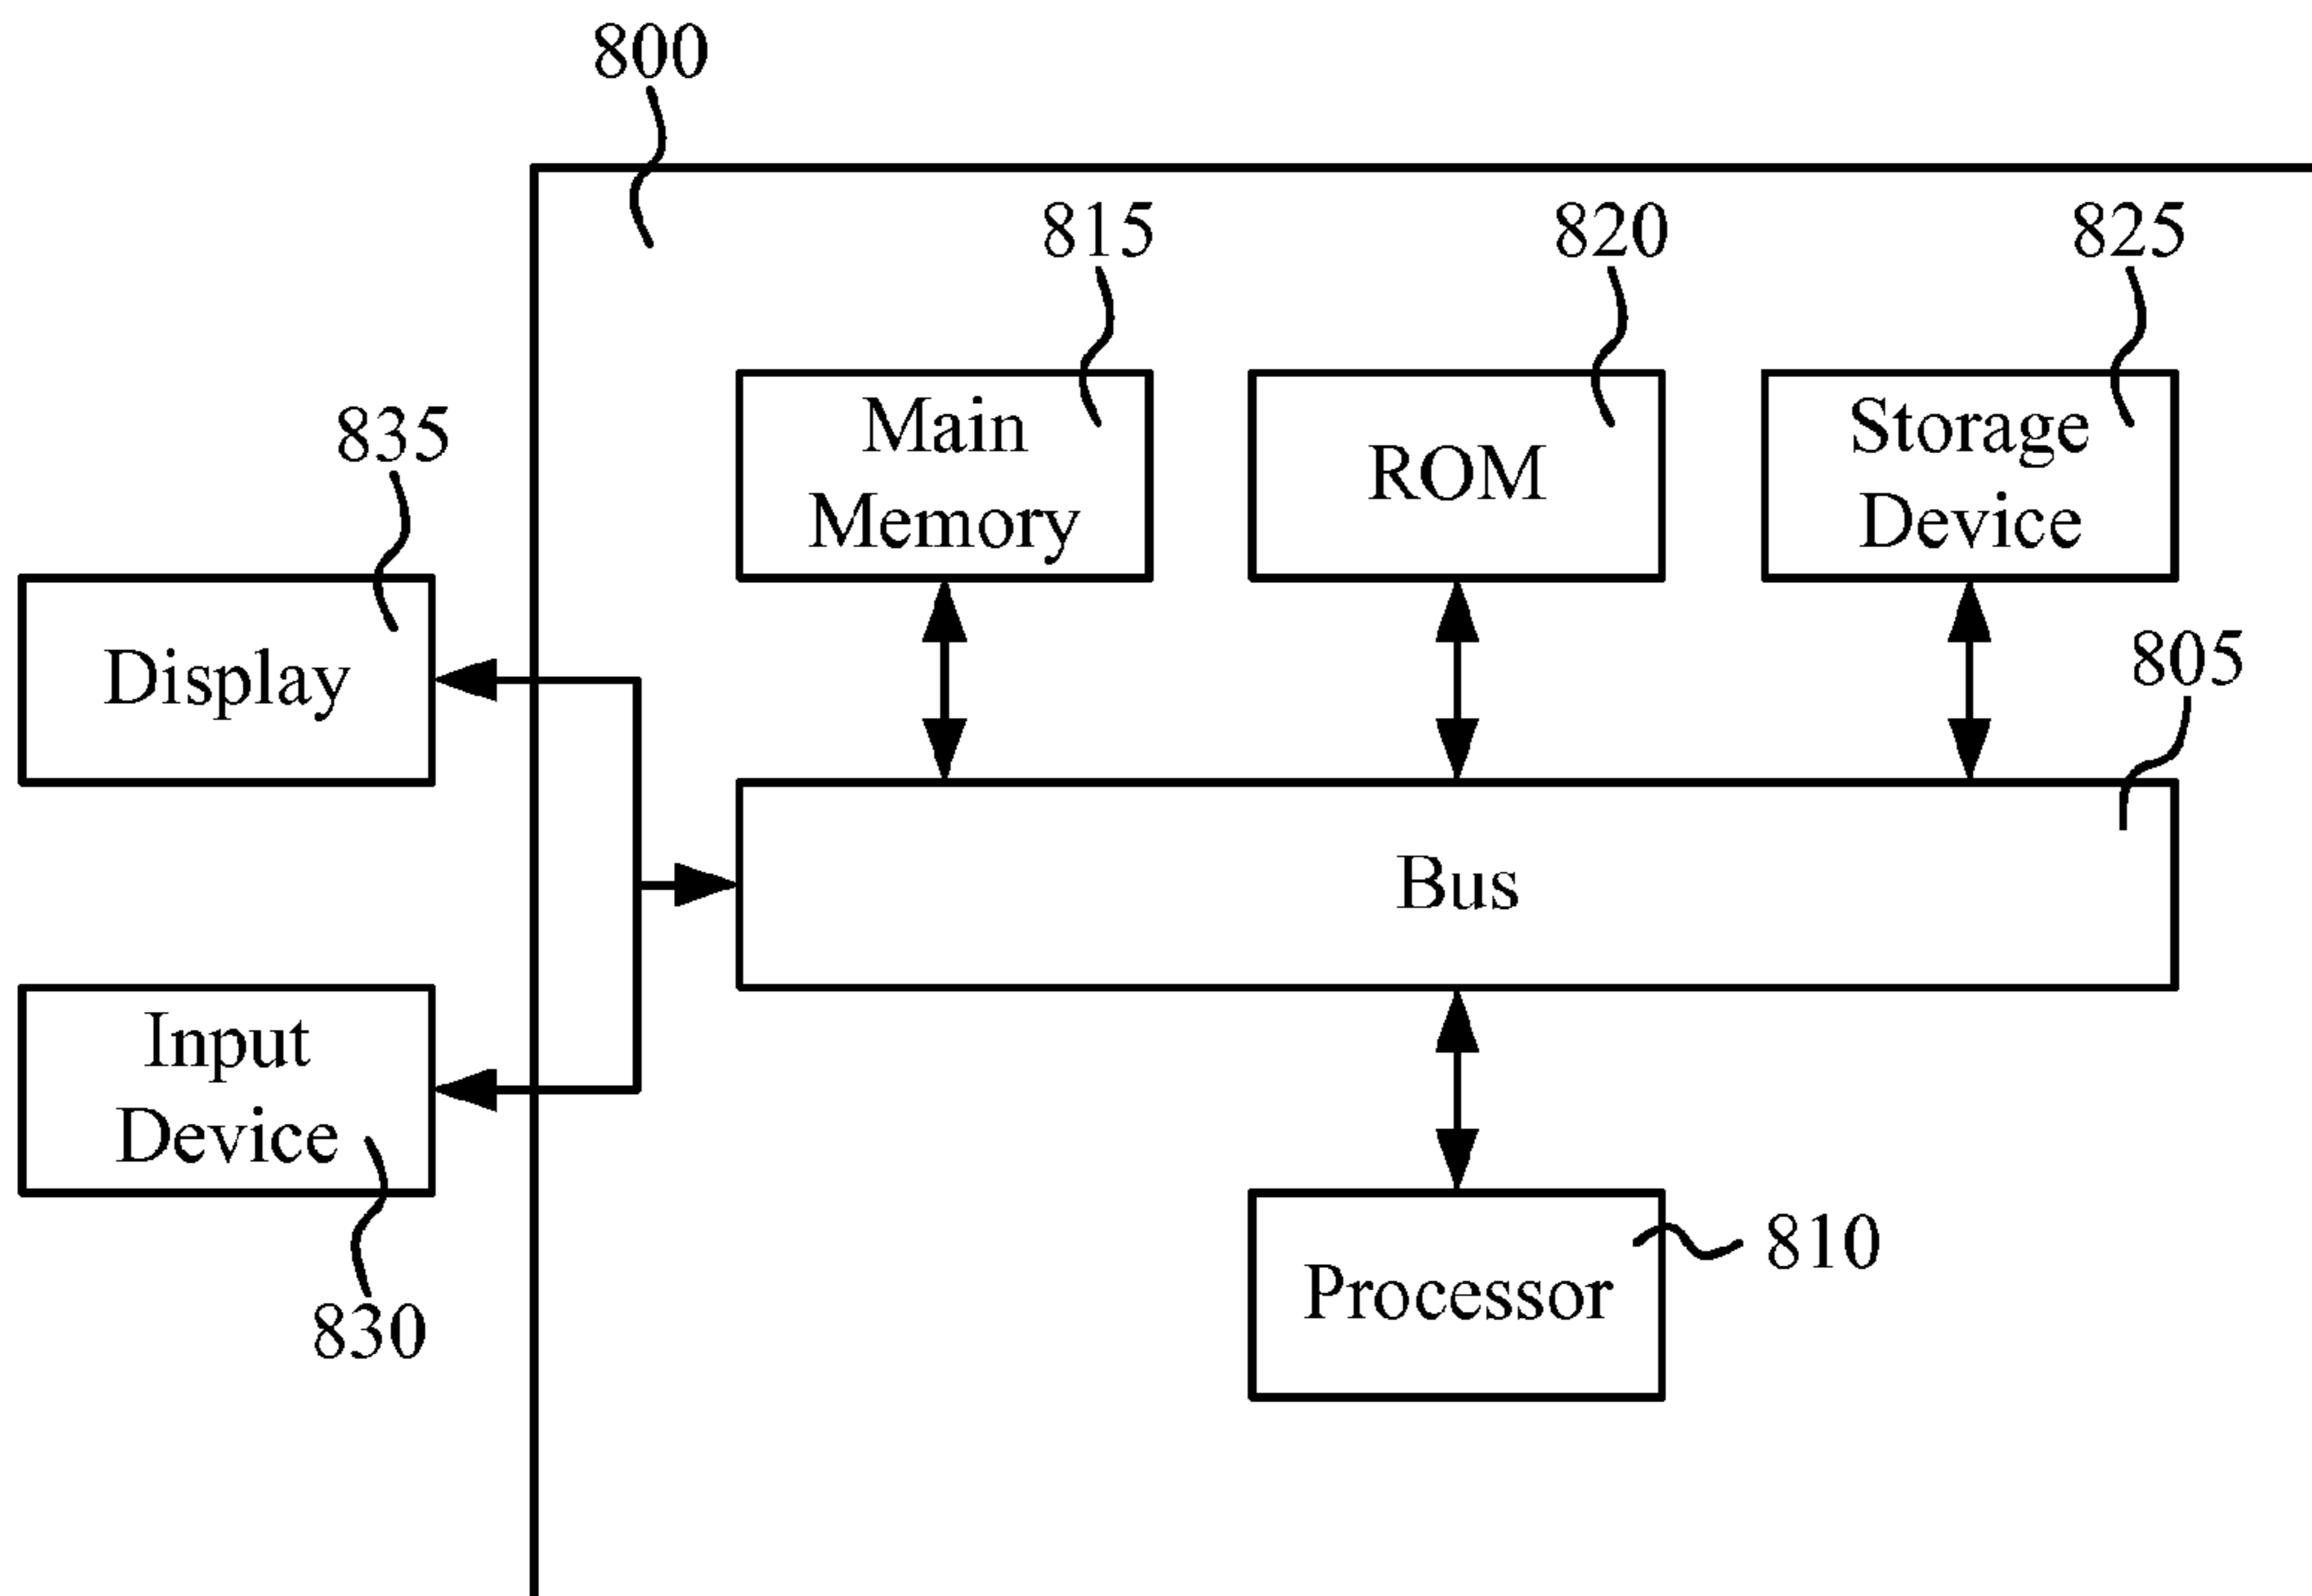 800
815
820
825
835
Main
Memory
ROM
Storage
Device
805
Display
Bus
Input
Device
810
Processor
830